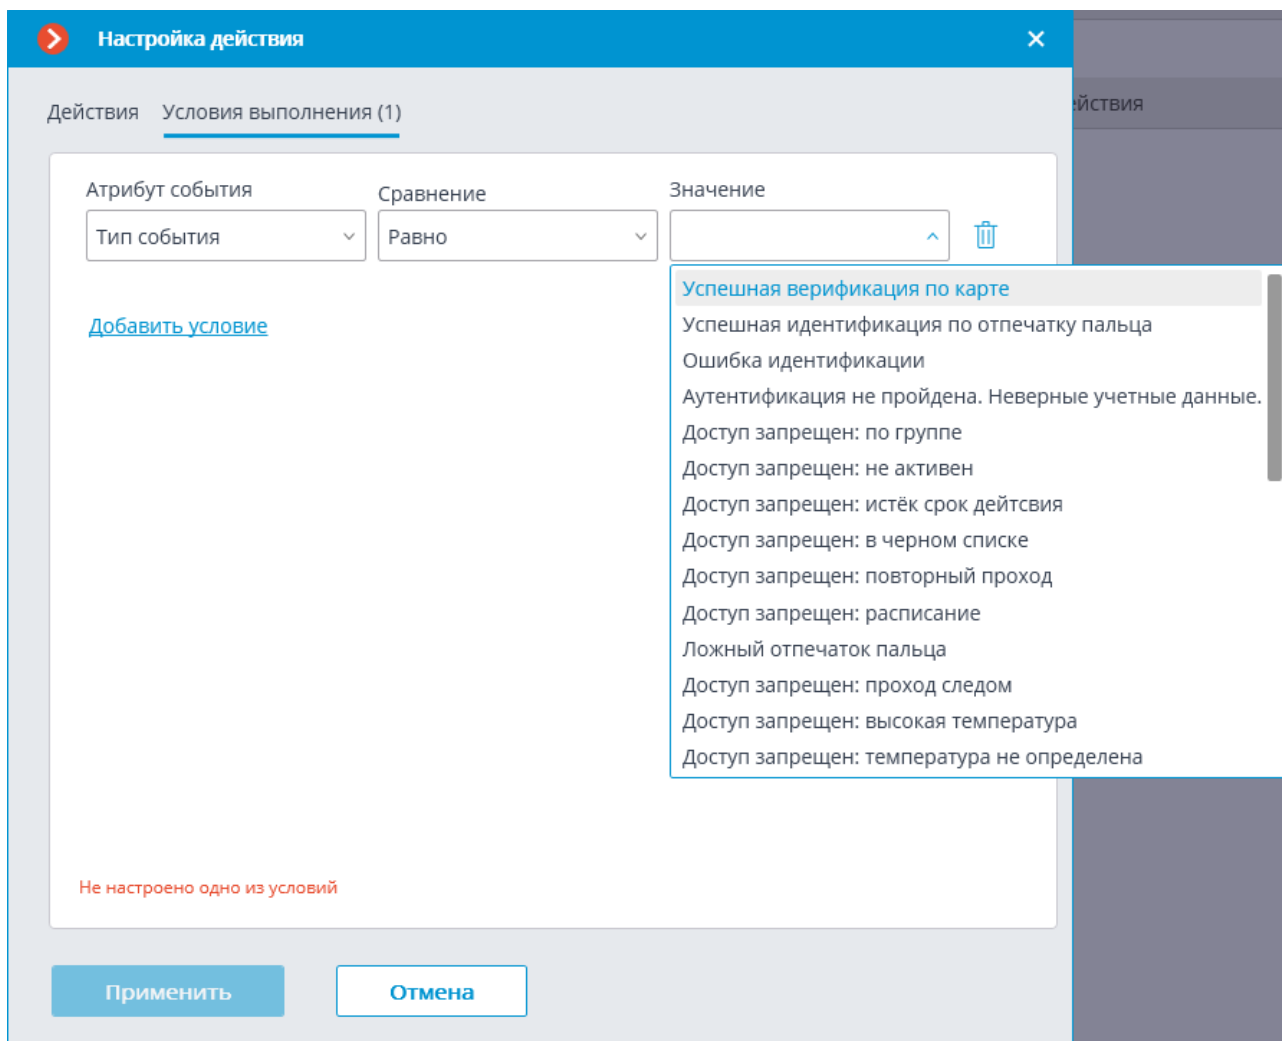 Настройка действия
Действия Условия выполнения (1)
йствия
Атрибут события Сравнение Значение
Тип события Равно
Успешная верификация по карте
Добавить условие
Успешная идентификация по отпечатку пальца
Ошибка идентификации
Аутентификация не пройдена. Неверные учетные данные.
Доступ запрещен: по группе
Доступ запрещен: не активен
Доступ запрещен: истёк срок дейтсвия
Доступ запрещен: в черном списке
Доступ запрещен: повторный проход
Доступ запрещен: расписание
Ложный отпечаток пальца
Доступ запрещен: проход следом
Доступ запрещен: высокая температура
Доступ запрещен: температура не определена
Не настроено одно из условий
Применить Отмена